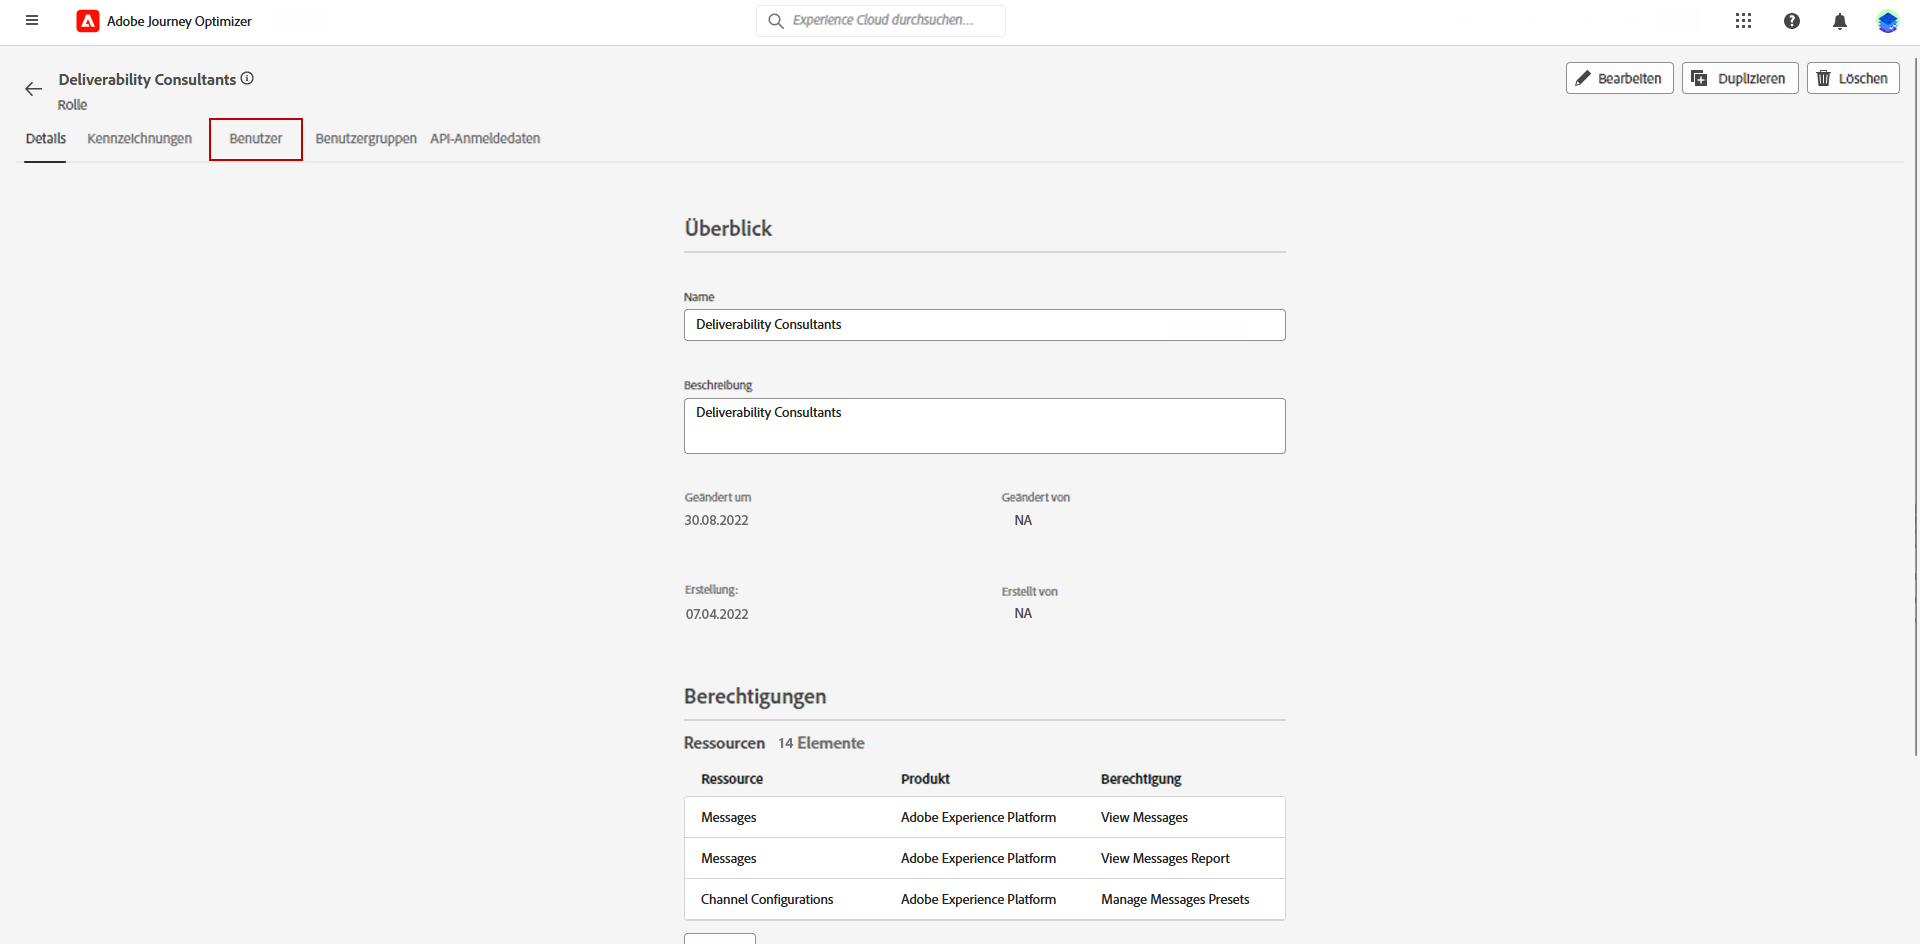 Adobe Journey Optimizer
Experience Cloud durchsuchen...
Deliverability Consultants
Rolle
Bearbeiten
Duplizieren
Löschen
Details Kennzeichnungen Benutzer Benutzergruppen API-Anmeldedaten
Überblick
Name
Deliverability Consultants
Beschreibung
Deliverability Consultants
Geändert um Geändert von
30.08.2022 NA
Erstellung: Erstellt von
07.04.2022 NA
Berechtigungen
Ressourcen 14 Elemente
Ressource Produkt Berechtigung
Messages Adobe Experience Platform View Messages
Messages Adobe Experience Platform View Messages Report
Channel Configurations Adobe Experience Platform Manage Messages Presets